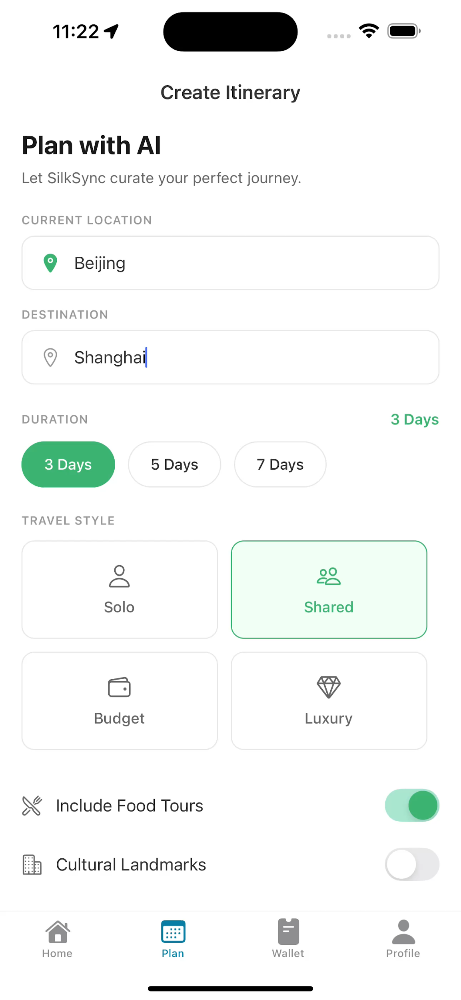 11:22
Create Itinerary
Plan with AI
Let SilkSync curate your perfect journey.
CURRENT LOCATION
Beijing
DESTINATION
Shanghai
DURATION
3 Days
3 Days
5 Days
7 Days
TRAVEL STYLE
Solo
Shared
Budget
Luxury
Include Food Tours
Cultural Landmarks
Home
Plan
Wallet
Profile